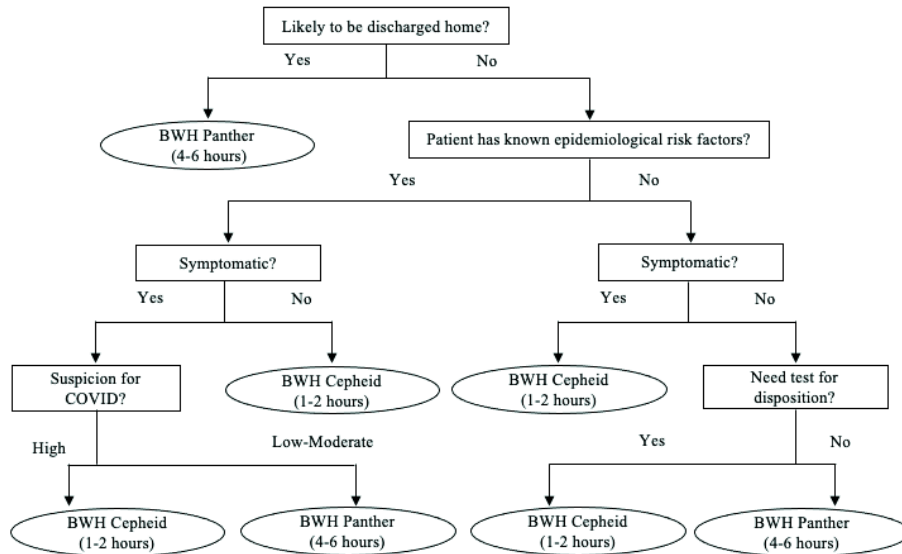 Likely to be discharged home?
Yes
No
BWH Panther
(4-6 hours)
Patient has known epidemiological risk factors?
Yes
No
Symptomatic?
Symptomatic?
Yes
No
Yes
No
Suspicion for
COVID?
BWH Cepheid
(1-2 hours)
BWH Cepheid
(1-2 hours)
Need test for
disposition?
High
Low-Moderate
Yes
No
BWH Cepheid
(1-2 hours)
BWH Panther
(4-6 hours)
BWH Cepheid
(1-2 hours)
BWH Panther
(4-6 hours)